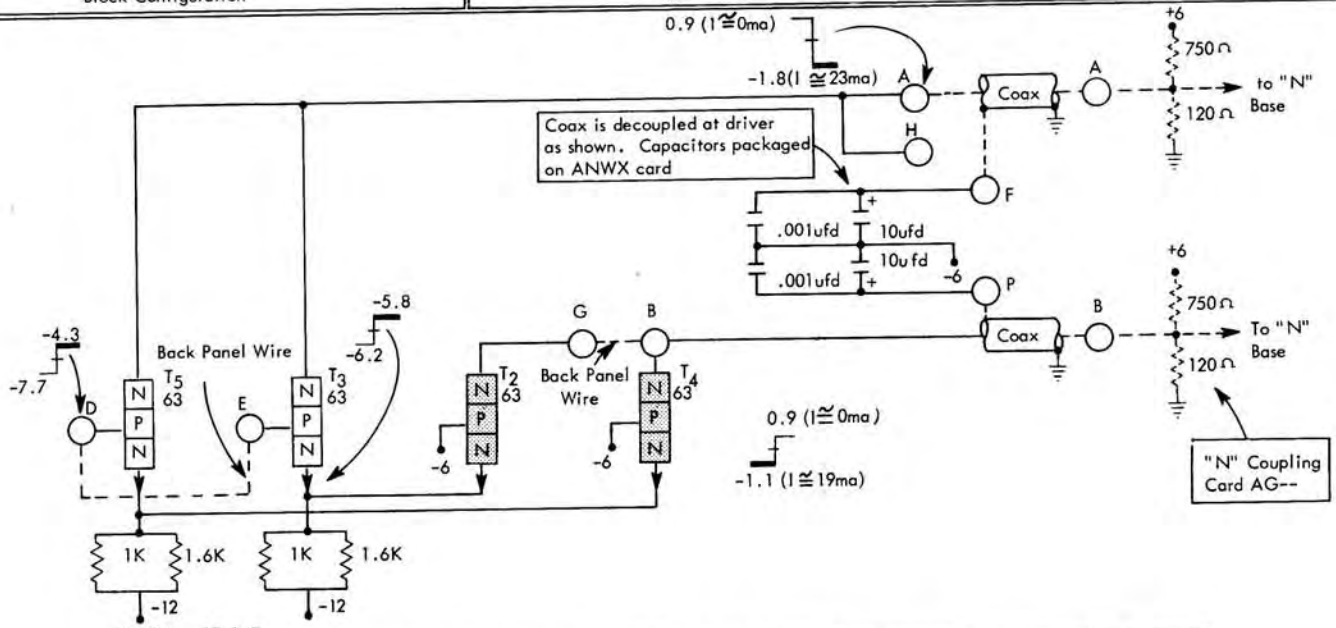 Block Configuration
0.9 (I ≅ 0ma)
-1.8(I ≅ 23ma)
A
Coax
A
+6
750 Ω
to "N"
Base
120 Ω
H
Coax is decoupled at driver
as shown. Capacitors packaged
on ANWX card
F
+
.001ufd
10ufd
10ufd
.001ufd
+
-6
P
+6
750 Ω
To "N"
Base
120 Ω
Coax
B
"N" Coupling
Card AG--
-4.3
-7.7
Back Panel Wire
-5.8
-6.2
G
B
Back Panel
Wire
D
T5
63
N
P
N
E
T3
63
N
P
N
T2
63
N
P
N
-6
T4
63
N
P
N
-6
0.9 (I ≅ 0ma)
-1.1 (I ≅ 19ma)
1K
1.6K
-12
1K
1.6K
-12